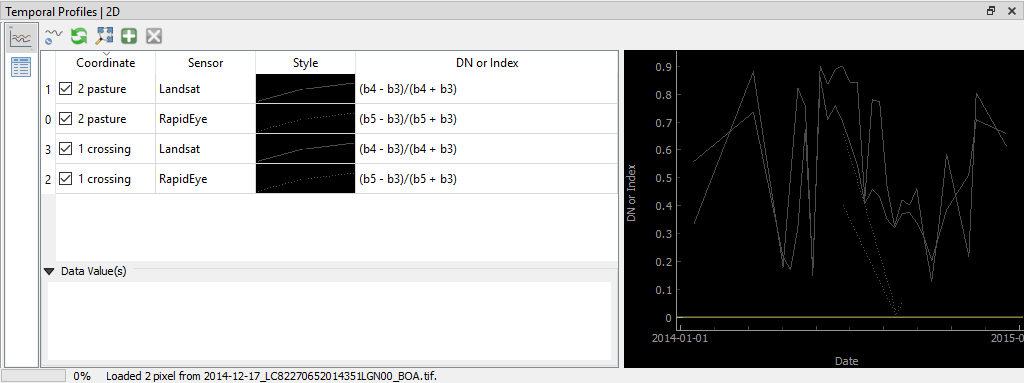 Temporal Profiles | 2D
Coordinate Sensor Style DN or Index
1 2 pasture Landsat (b4 - b3)/(b4 + b3)
0 2 pasture RapidEye (b5 - b3)/(b5 + b3)
3 1 crossing Landsat (b4 - b3)/(b4 + b3)
2 1 crossing RapidEye (b5 - b3)/(b5 + b3)
Data Value(s)
0.9
0.8
0.7
0.6
0.5
0.4
0.3
0.2
0.1
0
DN or Index
2014-01-01 2015-0
Date
0% Loaded 2 pixel from 2014-12-17_LC82270652014351LGN00_BOA.tif.